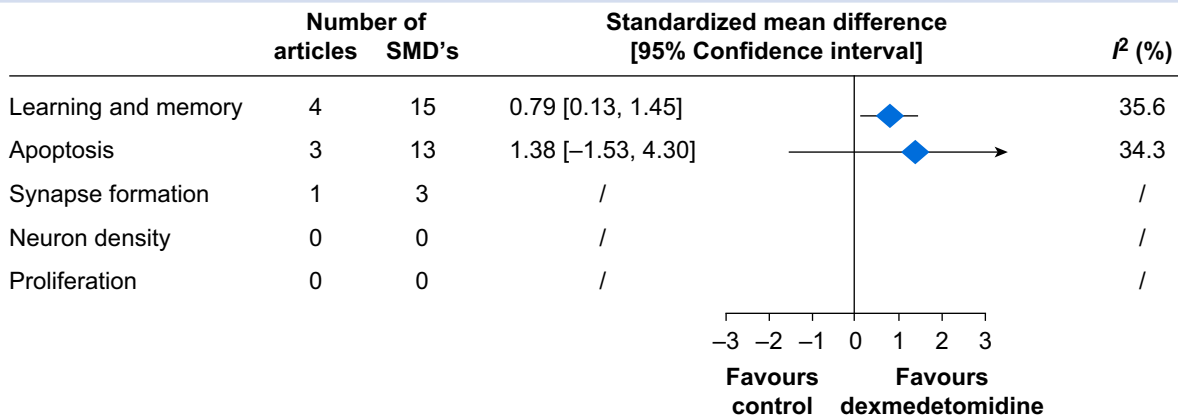 Number of Standardized mean difference
articles SMD's [95% Confidence interval] I² (%)
Learning and memory 4 15 0.79 [0.13, 1.45] 35.6
Apoptosis 3 13 1.38 [–1.53, 4.30] 34.3
Synapse formation 1 3 / /
Neuron density 0 0 / /
Proliferation 0 0 / /
–3 –2 –1 0 1 2 3
Favours Favours
control dexmedetomidine